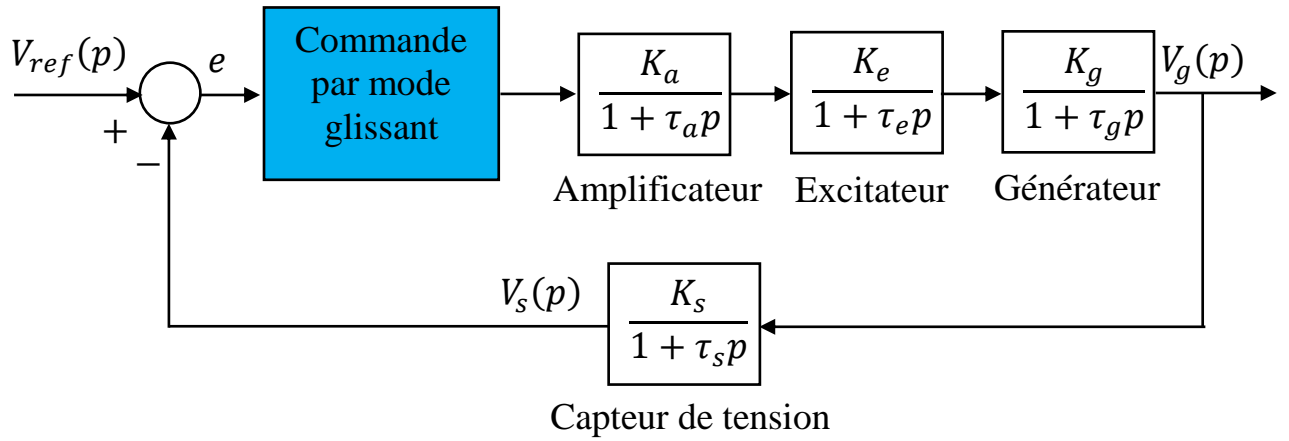 V_ref(p)
+
−
e
Commande
par mode
glissant
K_a
1 + τ_a p
Amplificateur
K_e
1 + τ_e p
Excitateur
K_g
1 + τ_g p
Générateur
V_g(p)
V_s(p)
K_s
1 + τ_s p
Capteur de tension